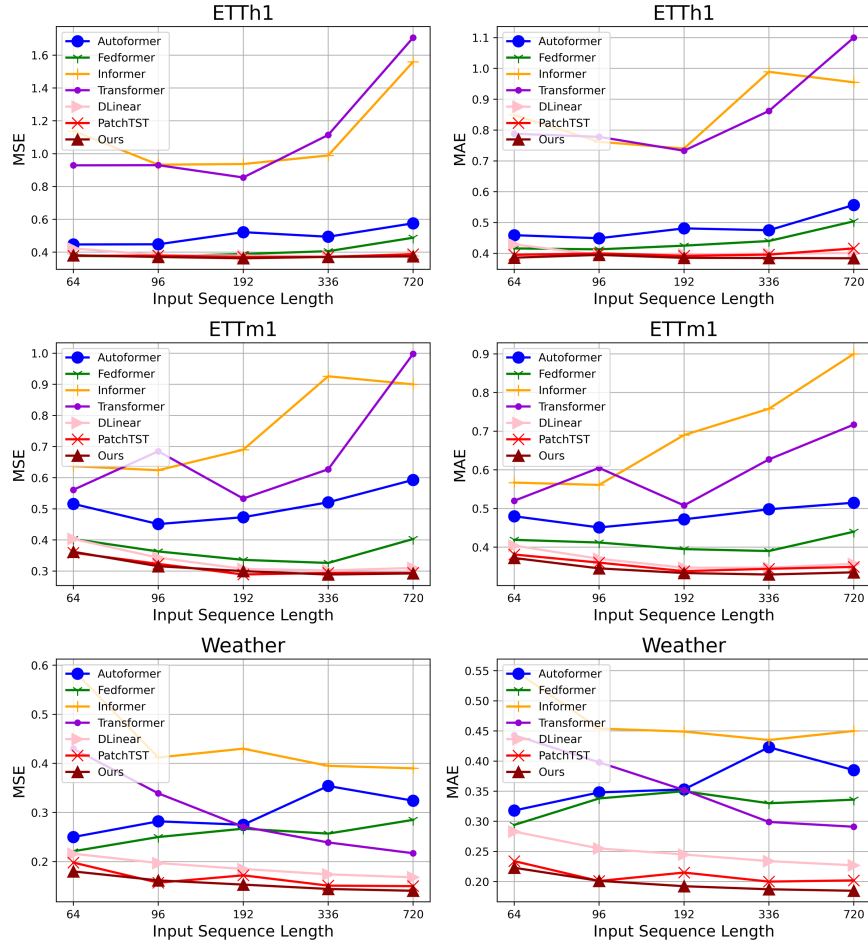 ETTh1
MSE
1.6
1.4
1.2
1.0
0.8
0.6
0.4
Autoformer
Fedformer
Informer
Transformer
DLinear
PatchTST
Ours
64 96 192 336 720
Input Sequence Length
ETTh1
MAE
1.1
1.0
0.9
0.8
0.7
0.6
0.5
0.4
Autoformer
Fedformer
Informer
Transformer
DLinear
PatchTST
Ours
64 96 192 336 720
Input Sequence Length
ETTm1
MSE
1.0
0.9
0.8
0.7
0.6
0.5
0.4
0.3
Autoformer
Fedformer
Informer
Transformer
DLinear
PatchTST
Ours
64 96 192 336 720
Input Sequence Length
ETTm1
MAE
0.9
0.8
0.7
0.6
0.5
0.4
Autoformer
Fedformer
Informer
Transformer
DLinear
PatchTST
Ours
64 96 192 336 720
Input Sequence Length
Weather
MSE
0.6
0.5
0.4
0.3
0.2
Autoformer
Fedformer
Informer
Transformer
DLinear
PatchTST
Ours
64 96 192 336 720
Input Sequence Length
Weather
MAE
0.55
0.50
0.45
0.40
0.35
0.30
0.25
0.20
Autoformer
Fedformer
Informer
Transformer
DLinear
PatchTST
Ours
64 96 192 336 720
Input Sequence Length